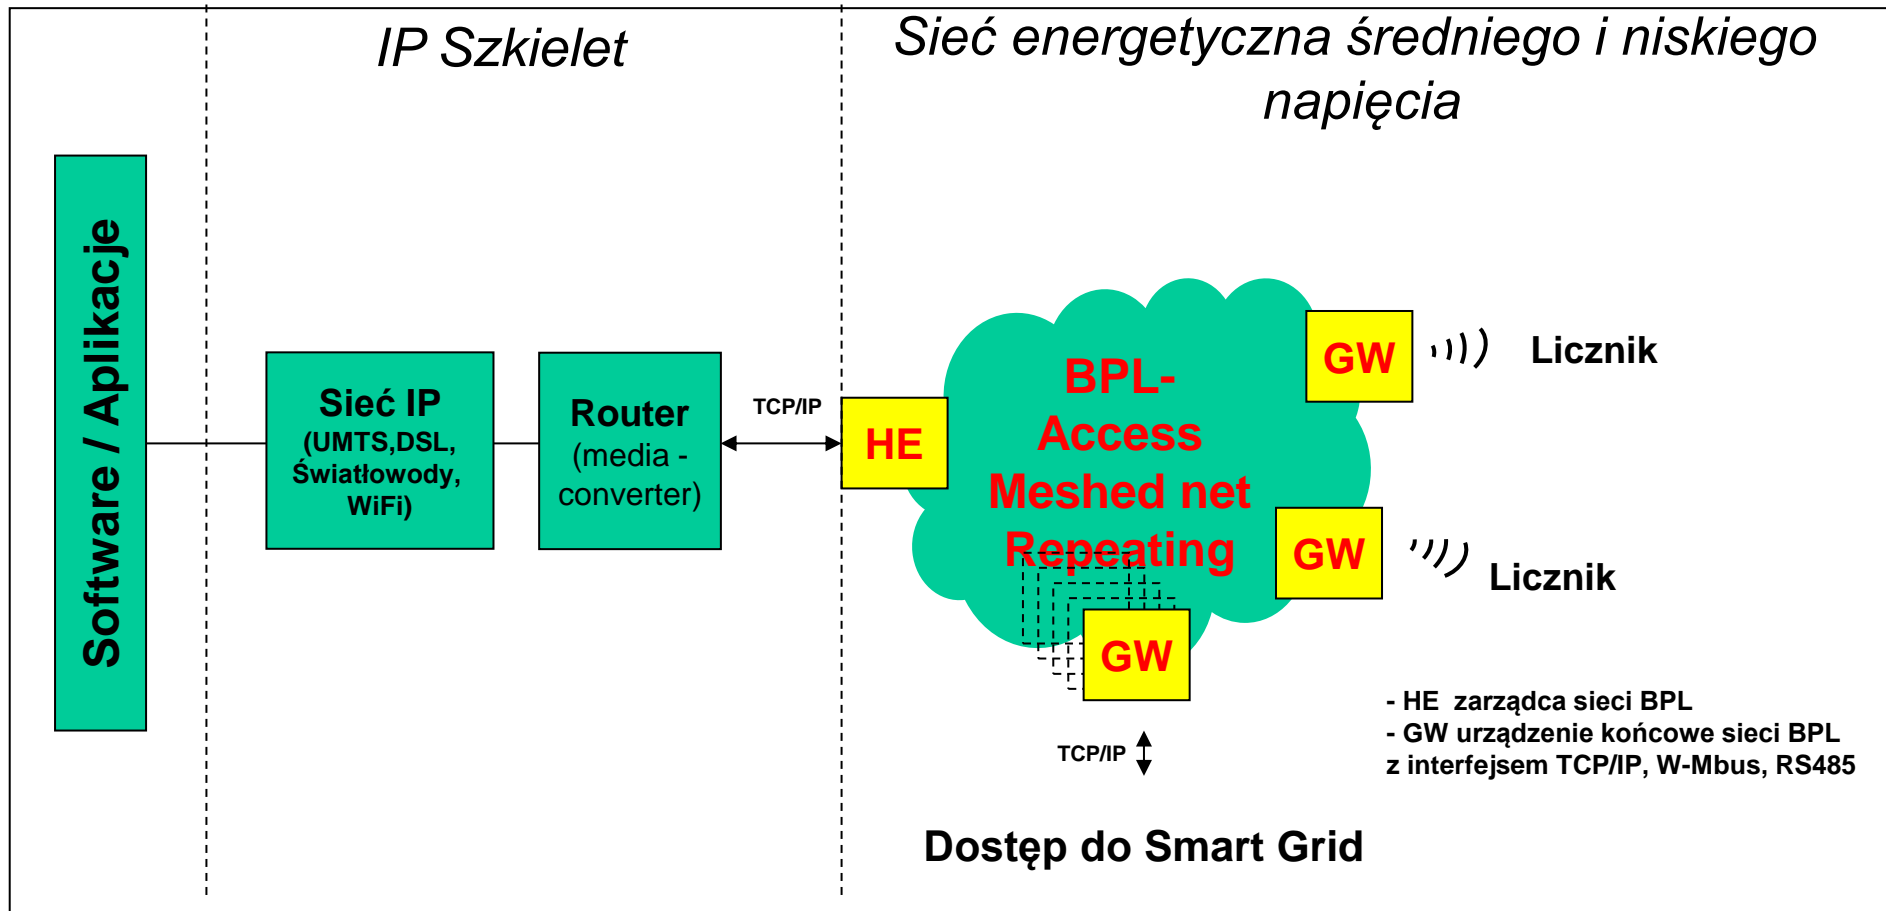 IP Szkielet
Sieć energetyczna średniego i niskiego
napięcia
Software / Aplikacje
Sieć IP
(UMTS,DSL,
Światłowody,
WiFi)
Router
(media -
converter)
TCP/IP
HE
BPL-
Access
Meshed net
Repeating
GW
Licznik
GW
Licznik
GW
TCP/IP
Dostęp do Smart Grid
- HE  zarządca sieci BPL
- GW urządzenie końcowe sieci BPL
z interfejsem TCP/IP, W-Mbus, RS485